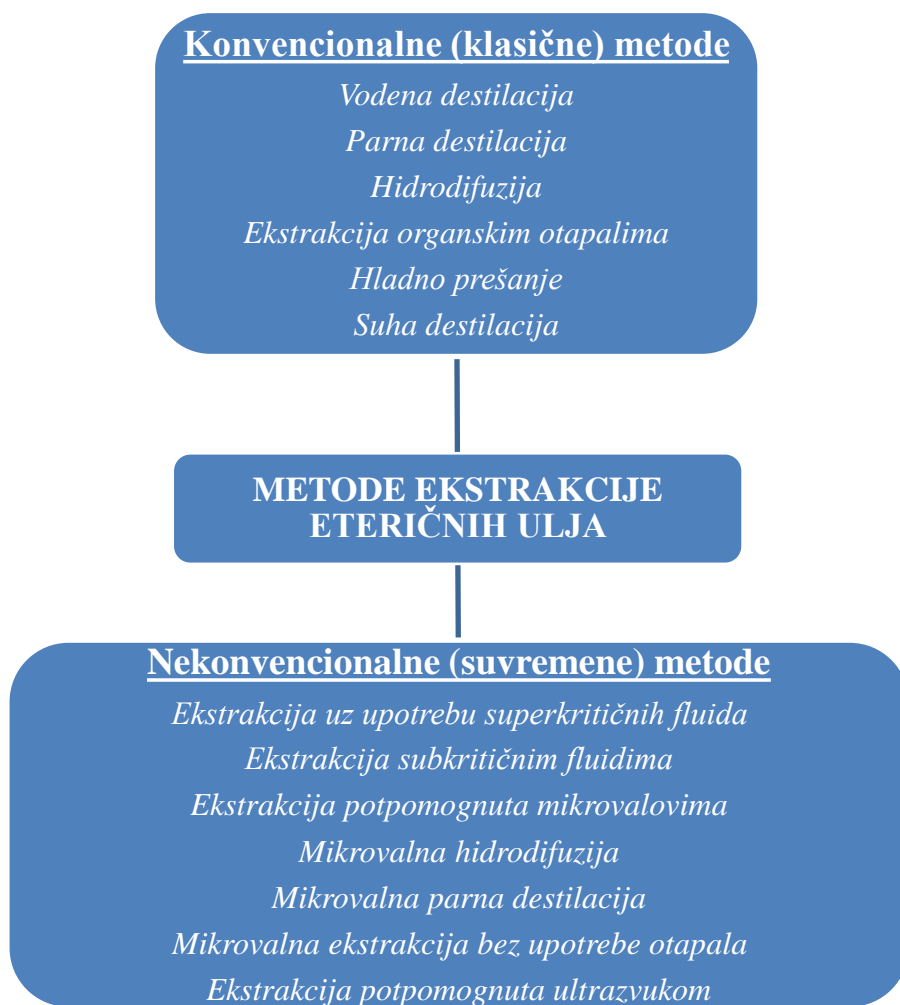 Konvencionalne (klasične) metode
Vodena destilacija
Parna destilacija
Hidrodifuzija
Ekstrakcija organskim otapalima
Hladno prešanje
Suha destilacija
METODE EKSTRAKCIJE
ETERIČNIH ULJA
Nekonvencionalne (suvremene) metode
Ekstrakcija uz upotrebu superkritičnih fluida
Ekstrakcija subkritičnim fluidima
Ekstrakcija potpomognuta mikrovalovima
Mikrovalna hidrodifuzija
Mikrovalna parna destilacija
Mikrovalna ekstrakcija bez upotrebe otapala
Ekstrakcija potpomognuta ultrazvukom